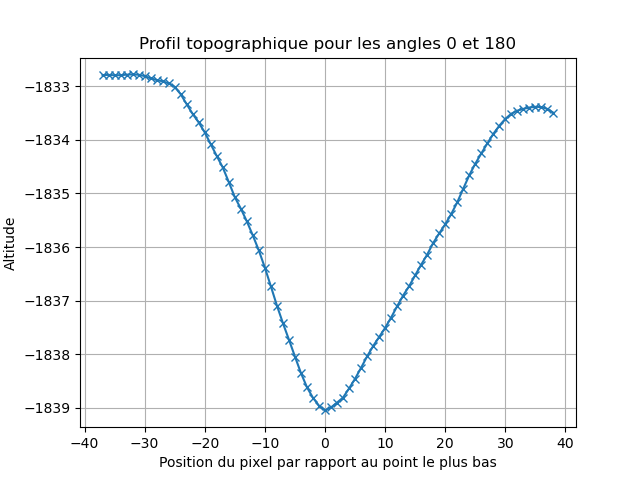 Profil topographique pour les angles 0 et 180
Altitude
−1833
−1834
−1835
−1836
−1837
−1838
−1839
−40 −30 −20 −10 0 10 20 30 40
Position du pixel par rapport au point le plus bas